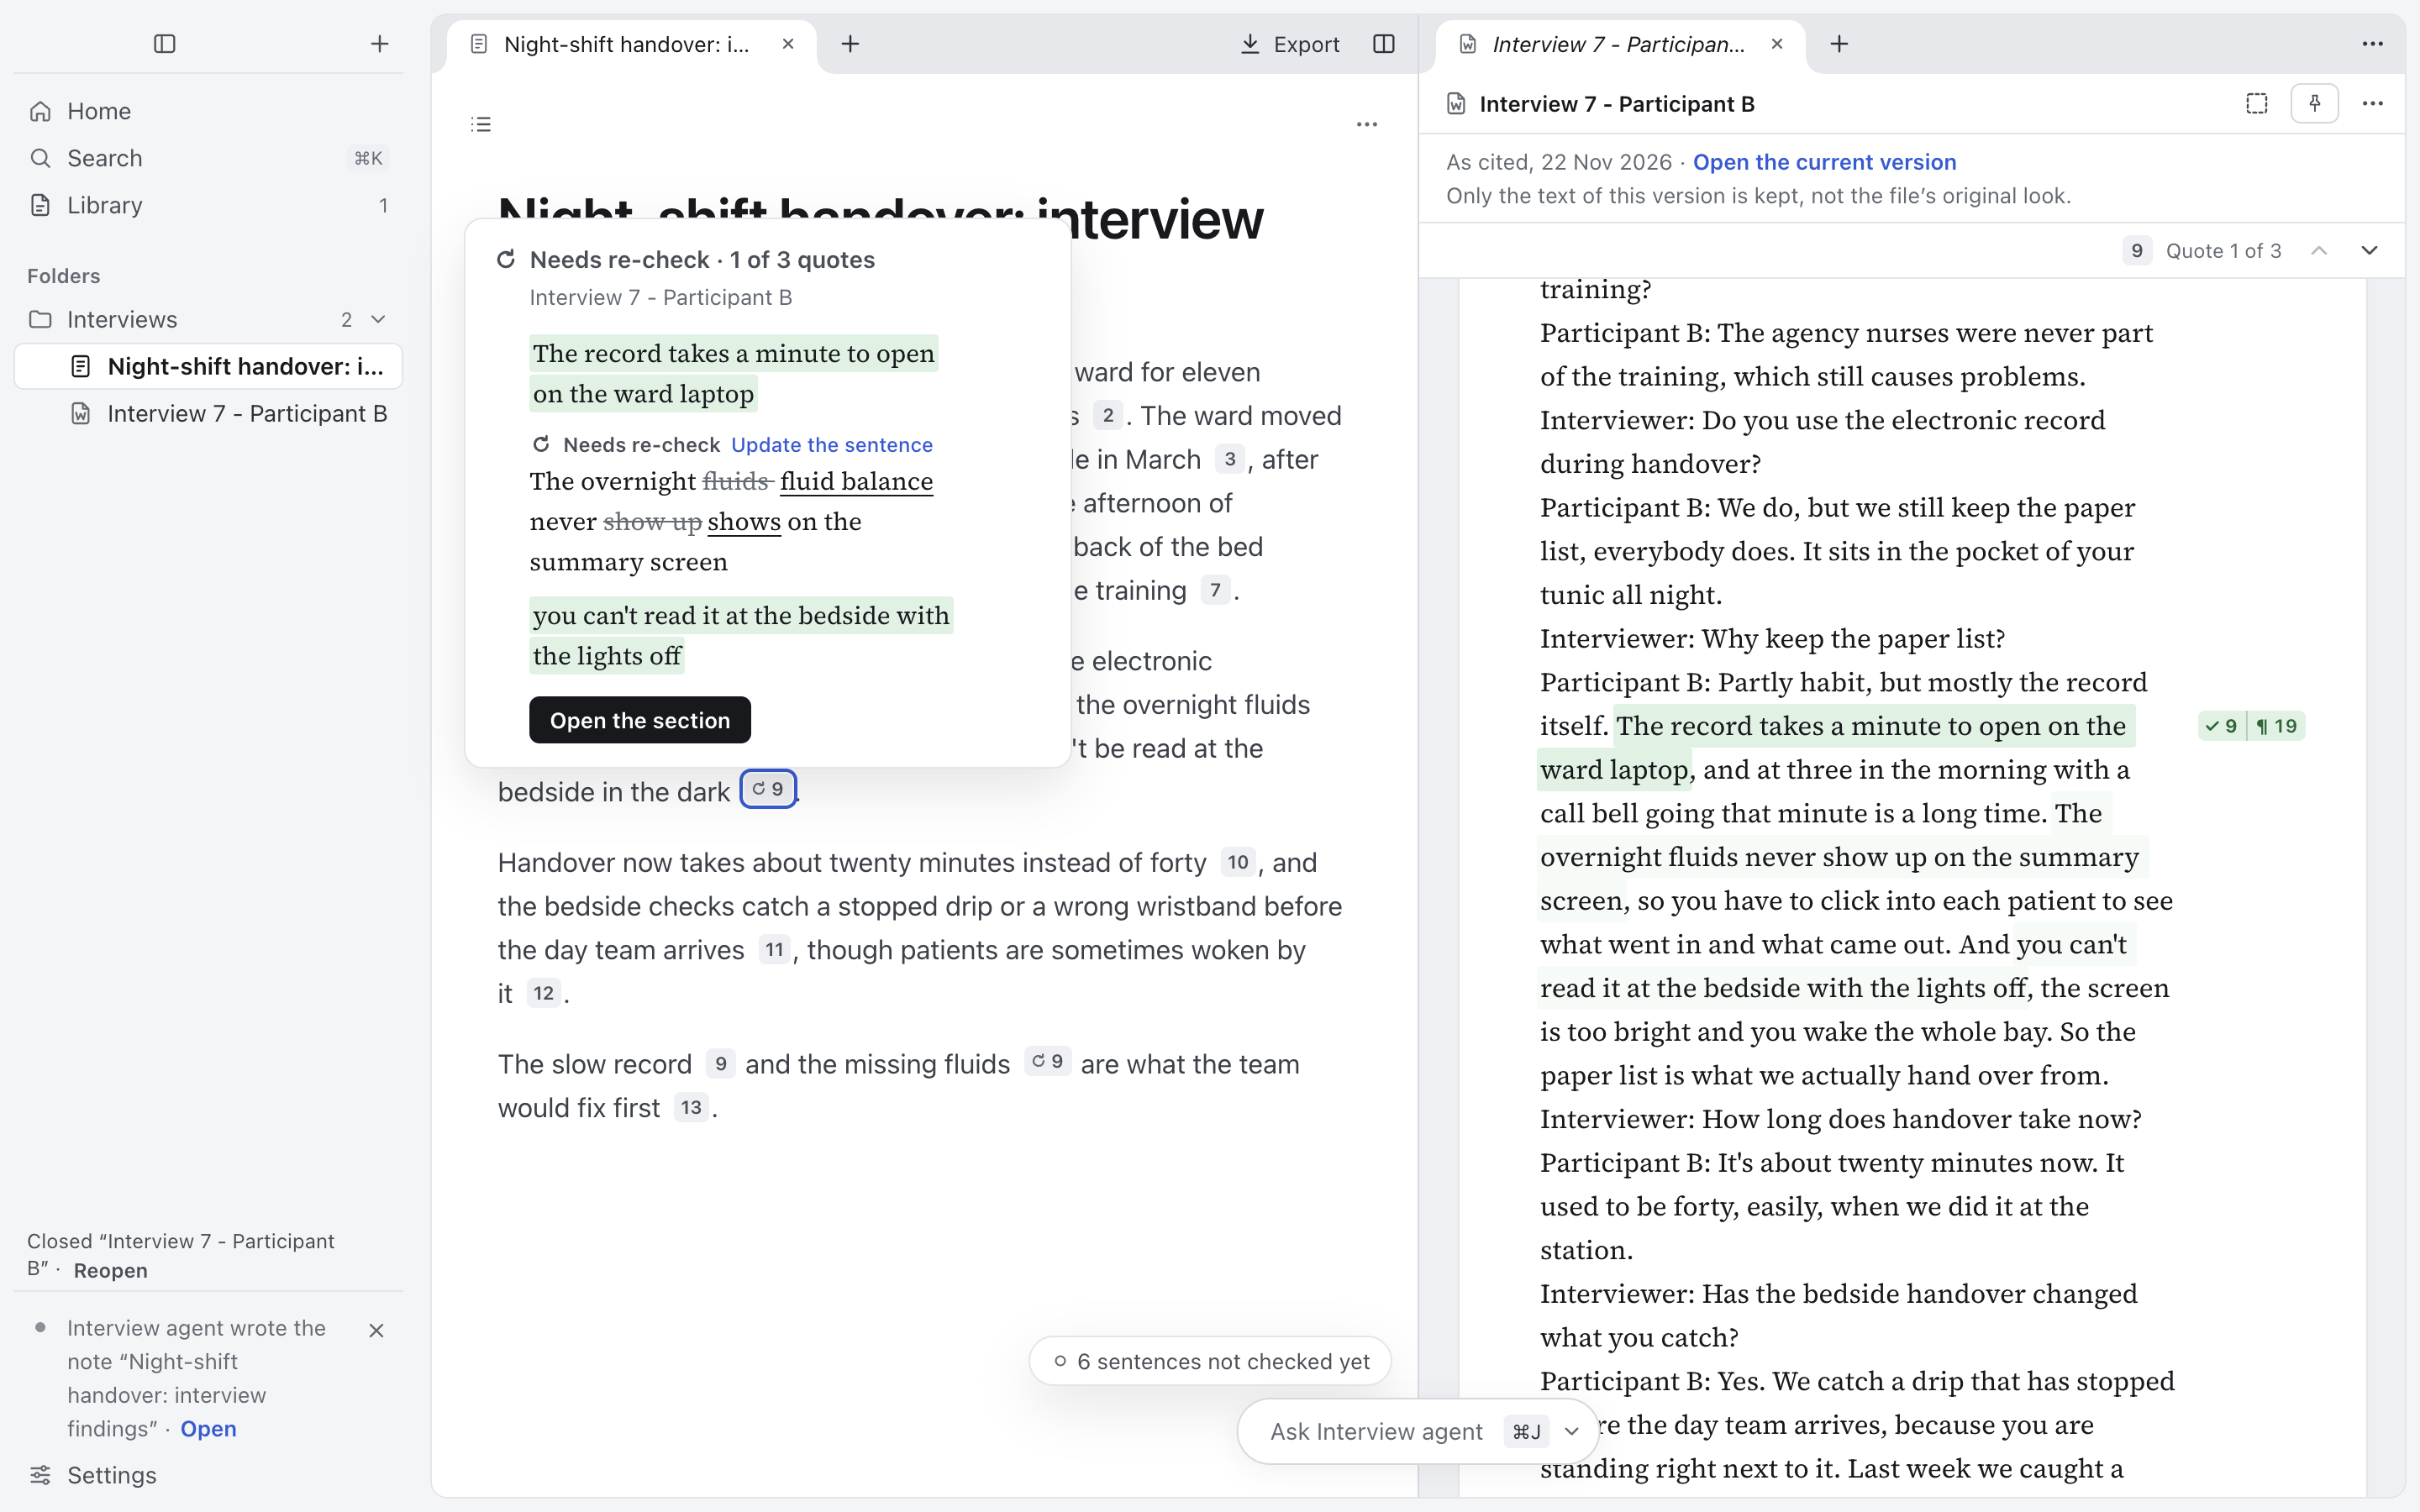 Home
Search ⌘K
Library 1
Folders
Interviews 2
Night-shift handover: i...
Interview 7 - Participant B
Closed “Interview 7 - Participant
B” · Reopen
Interview agent wrote the
note “Night-shift
handover: interview
findings” · Open
Settings
Night-shift handover: i...
Export
Night-shift handover: interview
Needs re-check · 1 of 3 quotes
Interview 7 - Participant B
The record takes a minute to open
on the ward laptop
Needs re-check Update the sentence
The overnight fluids fluid balance
never show up shows on the
summary screen
you can't read it at the bedside with
the lights off
Open the section
ward for eleven
s 2. The ward moved
le in March 3, after
e afternoon of
back of the bed
e training 7.
e electronic
the overnight fluids
't be read at the
bedside in the dark 9.
Handover now takes about twenty minutes instead of forty 10, and
the bedside checks catch a stopped drip or a wrong wristband before
the day team arrives 11, though patients are sometimes woken by
it 12.
The slow record 9 and the missing fluids 9 are what the team
would fix first 13.
6 sentences not checked yet
Ask Interview agent ⌘J
Interview 7 - Participan...
Interview 7 - Participant B
As cited, 22 Nov 2026 · Open the current version
Only the text of this version is kept, not the file’s original look.
9 Quote 1 of 3
training?
Participant B: The agency nurses were never part
of the training, which still causes problems.
Interviewer: Do you use the electronic record
during handover?
Participant B: We do, but we still keep the paper
list, everybody does. It sits in the pocket of your
tunic all night.
Interviewer: Why keep the paper list?
Participant B: Partly habit, but mostly the record
itself. The record takes a minute to open on the
✓ 9 ¶ 19
ward laptop, and at three in the morning with a
call bell going that minute is a long time. The
overnight fluids never show up on the summary
screen, so you have to click into each patient to see
what went in and what came out. And you can't
read it at the bedside with the lights off, the screen
is too bright and you wake the whole bay. So the
paper list is what we actually hand over from.
Interviewer: How long does handover take now?
Participant B: It's about twenty minutes now. It
used to be forty, easily, when we did it at the
station.
Interviewer: Has the bedside handover changed
what you catch?
Participant B: Yes. We catch a drip that has stopped
re the day team arrives, because you are
standing right next to it. Last week we caught a